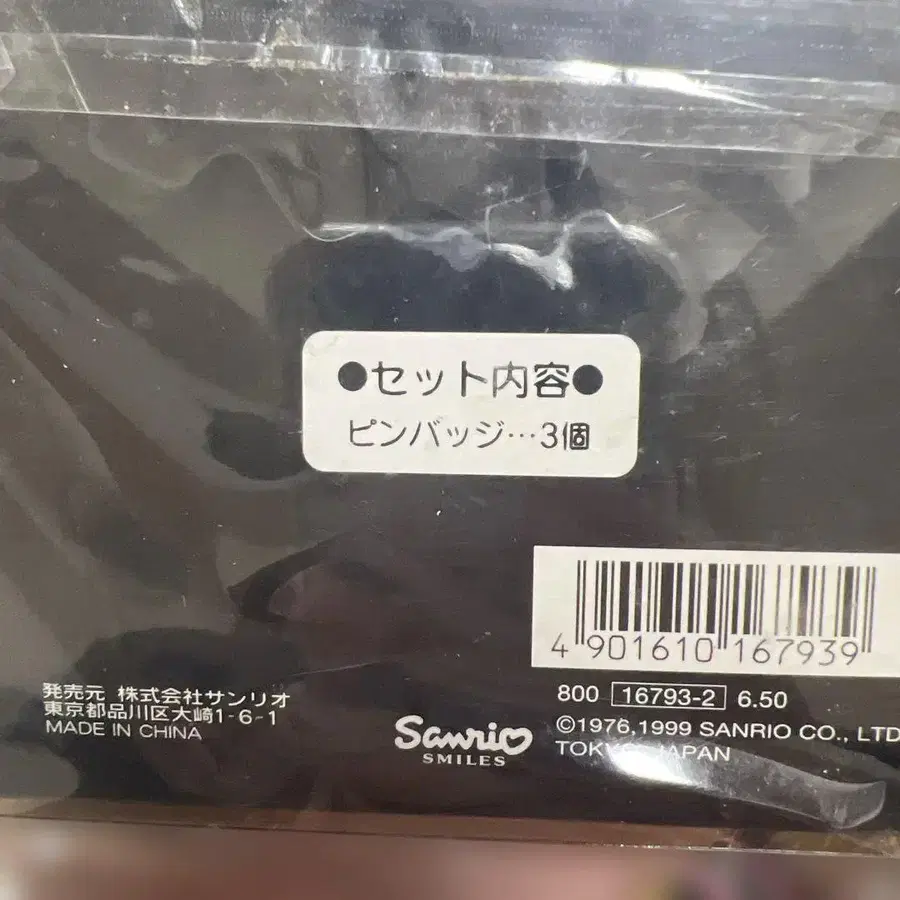 ●セット内容●
ピンバッジ…3個
4 901610 167939
発売元 株式会社サンリオ
東京都品川区大崎1-6-1
MADE IN CHINA
Sanrio
SMILES
800 16793-2 6.50
©1976,1999 SANRIO CO., LTD
TOKYO, JAPAN